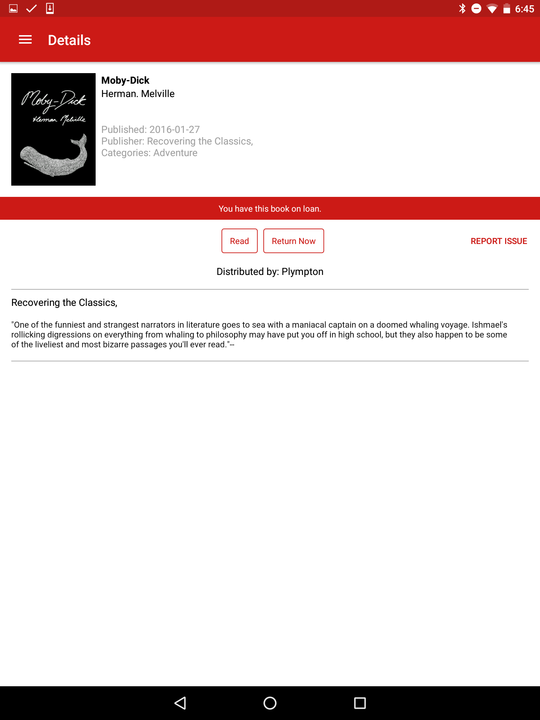 6:45
Details
Moby-Dick
Herman Melville
Moby-Dick
Herman. Melville
Published: 2016-01-27
Publisher: Recovering the Classics,
Categories: Adventure
You have this book on loan.
Read
Return Now
REPORT ISSUE
Distributed by: Plympton
Recovering the Classics,
"One of the funniest and strangest narrators in literature goes to sea with a maniacal captain on a doomed whaling voyage. Ishmael's
rollicking digressions on everything from whaling to philosophy may have put you off in high school, but they also happen to be some
of the liveliest and most bizarre passages you'll ever read."--